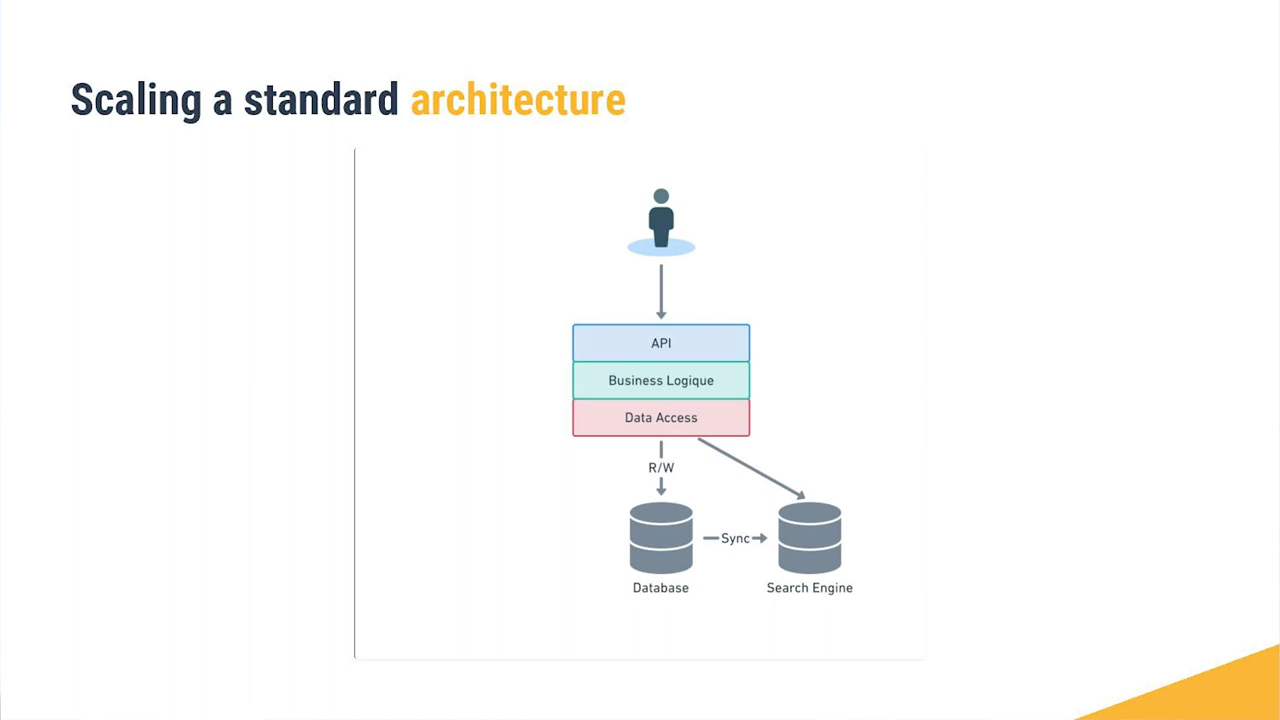 Scaling a standard architecture
API
Business Logique
Data Access
R/W
Sync
Database
Search Engine